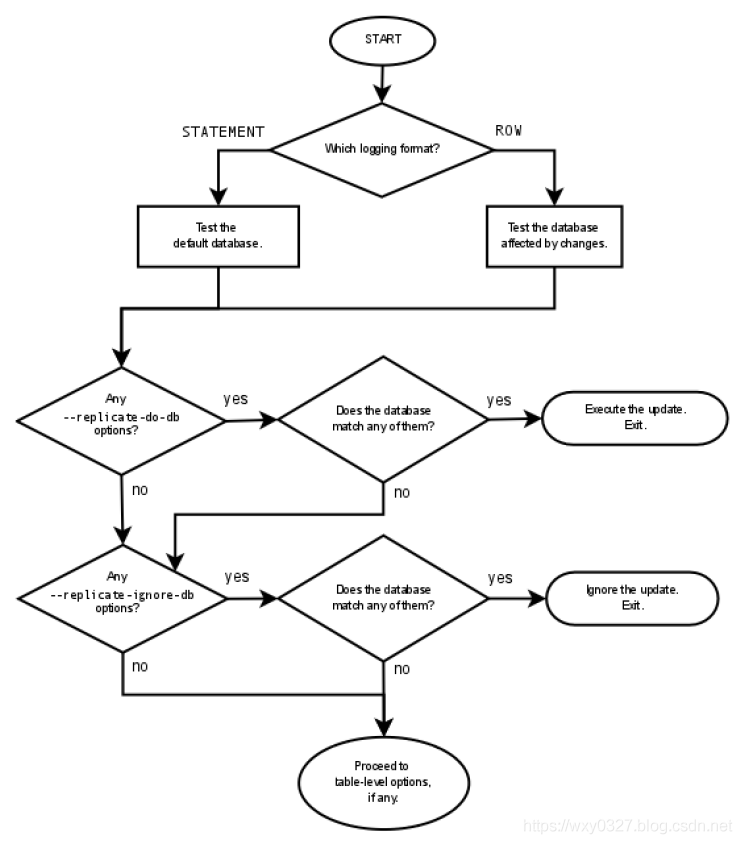 START
STATEMENT
ROW
Which logging format?
Test the
default database.
Test the database
affected by changes.
Any
--replicate-do-db
options?
yes
Does the database
match any of them?
yes
Execute the update.
Exit.
no
no
Any
--replicate-ignore-db
options?
yes
Does the database
match any of them?
yes
Ignore the update.
Exit.
no
no
Proceed to
table-level options,
if any.
https://wxy0327.blog.csdn.net